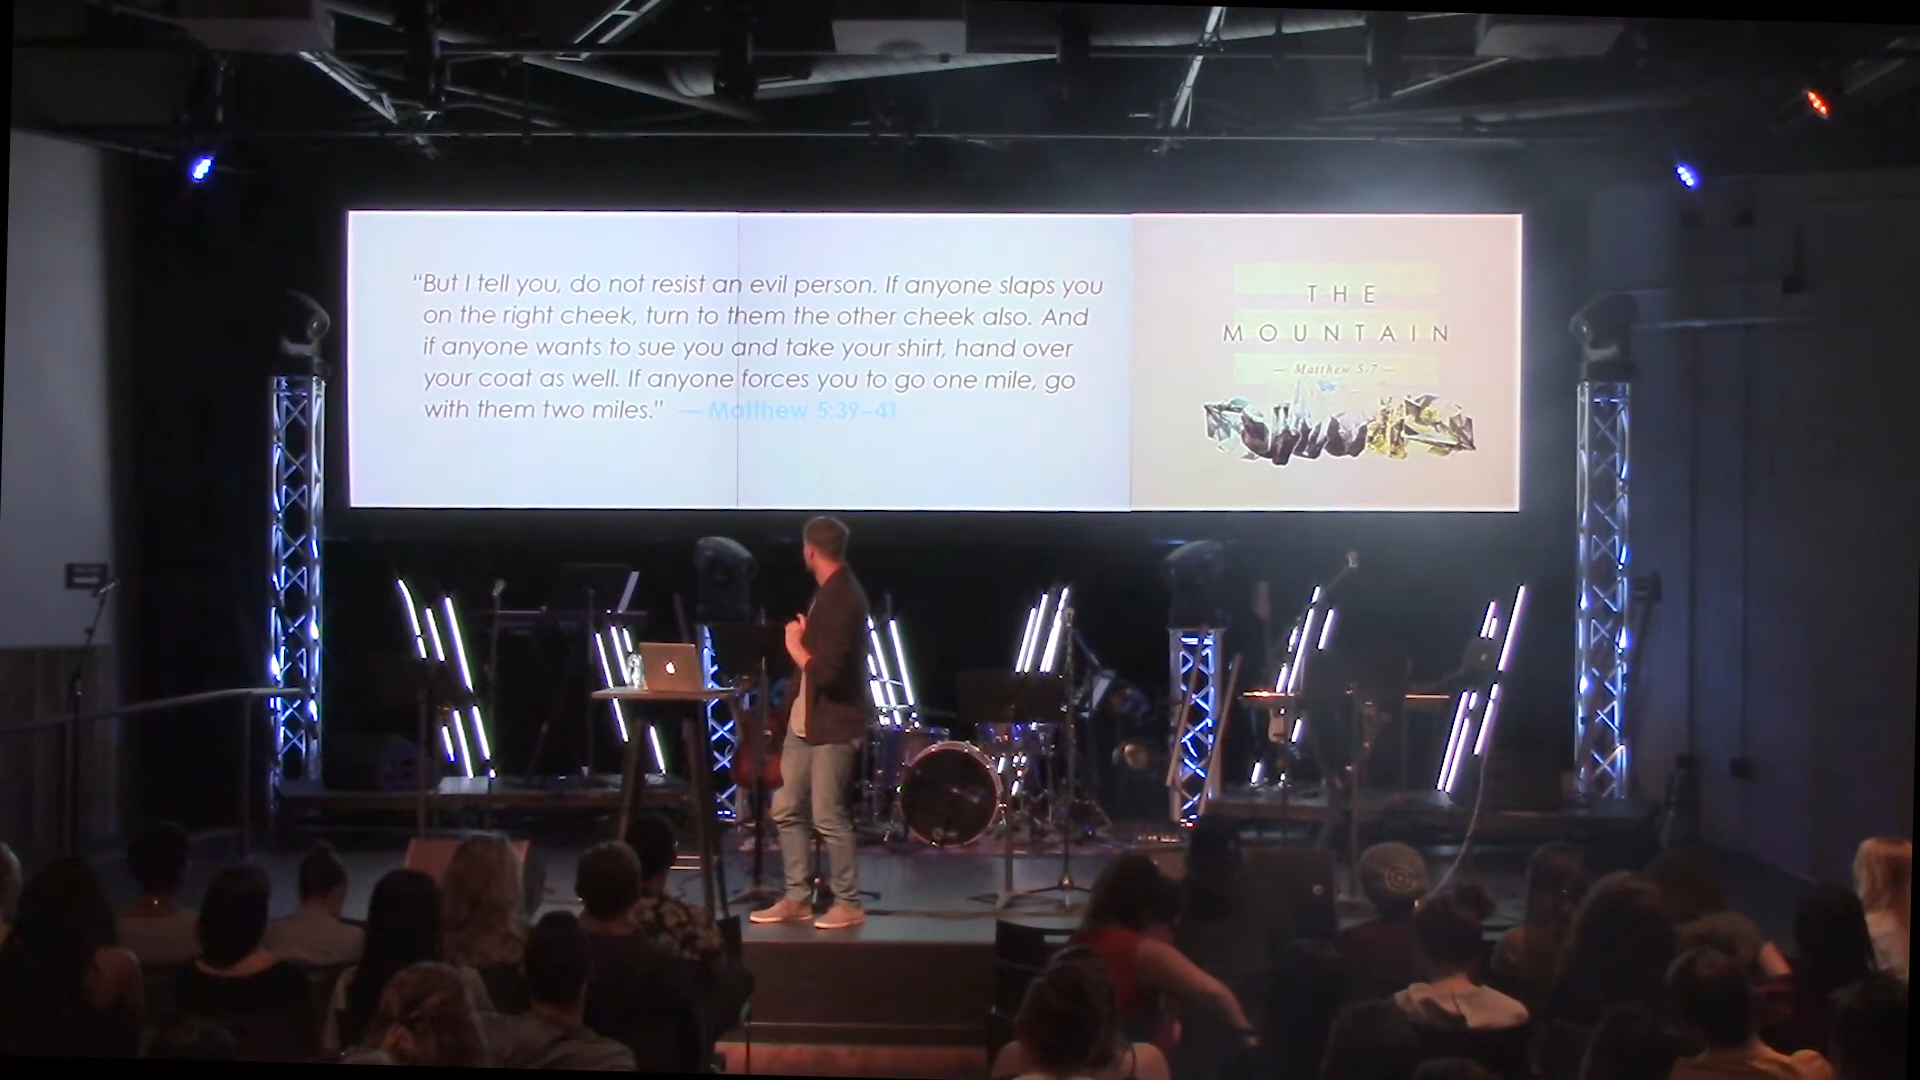 “But I tell you, do not resist an evil person. If anyone slaps you
on the right cheek, turn to them the other cheek also. And
if anyone wants to sue you and take your shirt, hand over
your coat as well. If anyone forces you to go one mile, go
with them two miles.” — Matthew 5:39–41
THE
MOUNTAIN
— Matthew 5-7 —